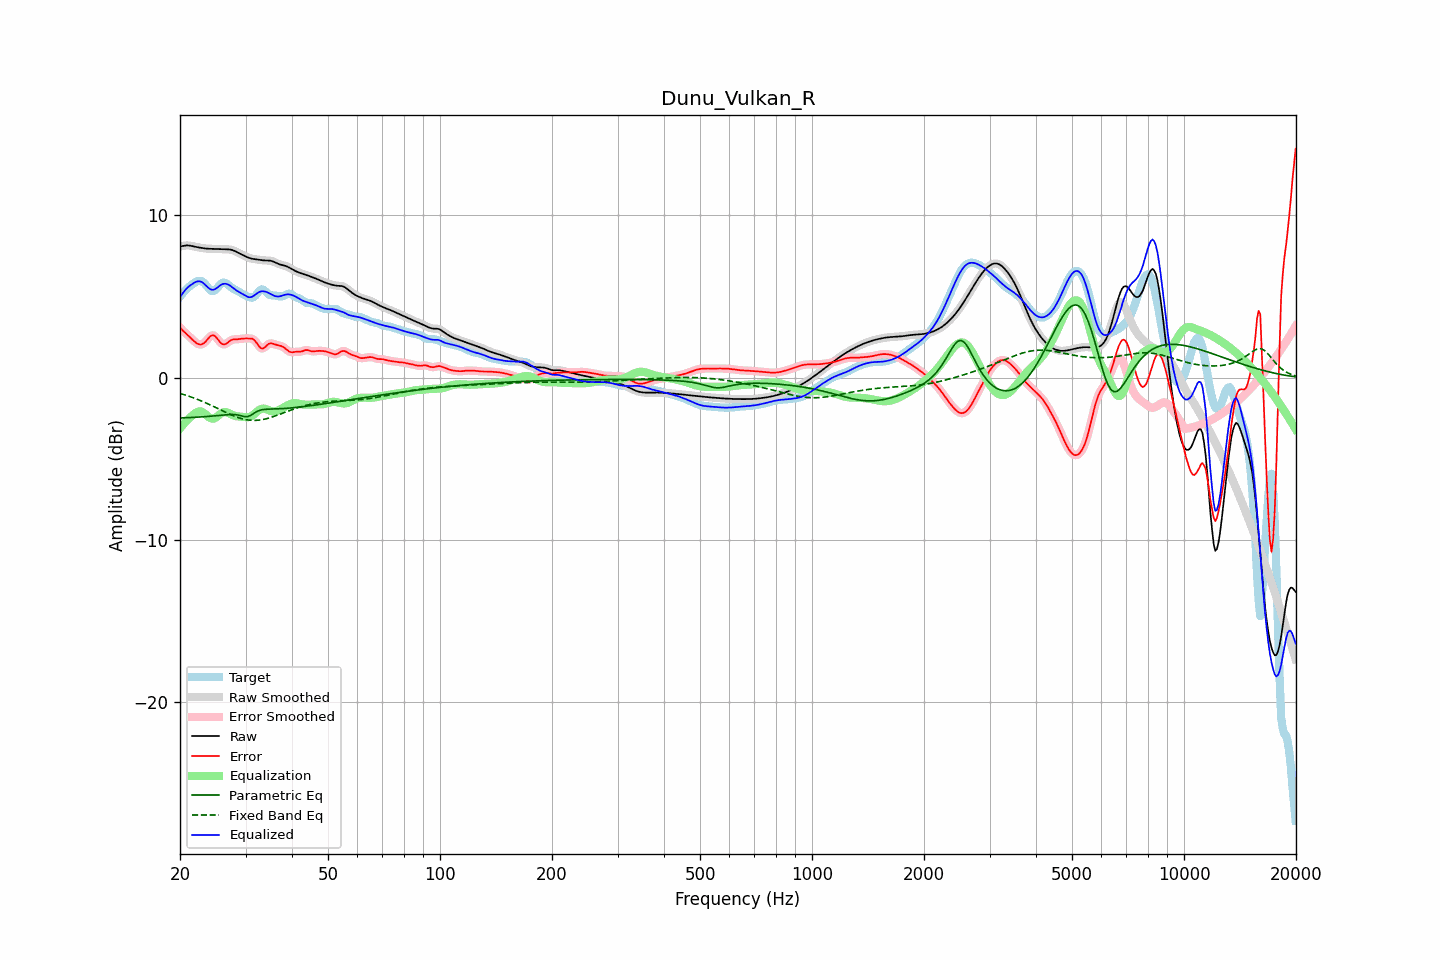 Dunu_Vulkan_R
Amplitude (dBr)
10
0
−10
−20
Target
Raw Smoothed
Error Smoothed
Raw
Error
Equalization
Parametric Eq
Fixed Band Eq
Equalized
20 50 100 200 500 1000 2000 5000 10000 20000
Frequency (Hz)